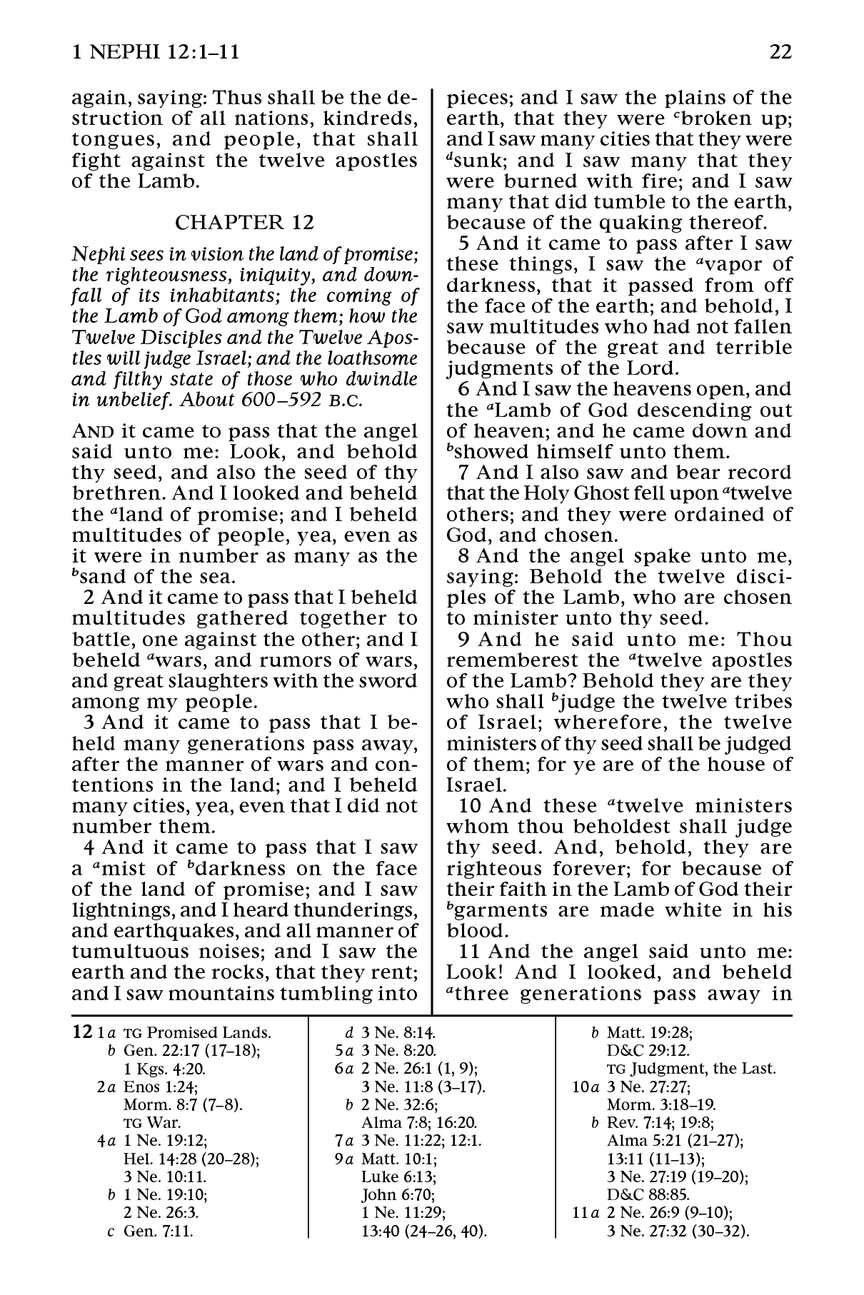 1 NEPHI 12:1–11
22
again, saying: Thus shall be the de-
struction of all nations, kindreds,
tongues, and people, that shall
fight against the twelve apostles
of the Lamb.
CHAPTER 12
Nephi sees in vision the land of promise;
the righteousness, iniquity, and down-
fall of its inhabitants; the coming of
the Lamb of God among them; how the
Twelve Disciples and the Twelve Apos-
tles will judge Israel; and the loathsome
and filthy state of those who dwindle
in unbelief. About 600–592 B.C.
AND it came to pass that the angel
said unto me: Look, and behold
thy seed, and also the seed of thy
brethren. And I looked and beheld
the aland of promise; and I beheld
multitudes of people, yea, even as
it were in number as many as the
bsand of the sea.
2 And it came to pass that I beheld
multitudes gathered together to
battle, one against the other; and I
beheld awars, and rumors of wars,
and great slaughters with the sword
among my people.
3 And it came to pass that I be-
held many generations pass away,
after the manner of wars and con-
tentions in the land; and I beheld
many cities, yea, even that I did not
number them.
4 And it came to pass that I saw
a amist of bdarkness on the face
of the land of promise; and I saw
lightnings, and I heard thunderings,
and earthquakes, and all manner of
tumultuous noises; and I saw the
earth and the rocks, that they rent;
and I saw mountains tumbling into
pieces; and I saw the plains of the
earth, that they were cbroken up;
and I saw many cities that they were
dsunk; and I saw many that they
were burned with fire; and I saw
many that did tumble to the earth,
because of the quaking thereof.
5 And it came to pass after I saw
these things, I saw the avapor of
darkness, that it passed from off
the face of the earth; and behold, I
saw multitudes who had not fallen
because of the great and terrible
judgments of the Lord.
6 And I saw the heavens open, and
the aLamb of God descending out
of heaven; and he came down and
bshowed himself unto them.
7 And I also saw and bear record
that the Holy Ghost fell upon atwelve
others; and they were ordained of
God, and chosen.
8 And the angel spake unto me,
saying: Behold the twelve disci-
ples of the Lamb, who are chosen
to minister unto thy seed.
9 And he said unto me: Thou
rememberest the atwelve apostles
of the Lamb? Behold they are they
who shall bjudge the twelve tribes
of Israel; wherefore, the twelve
ministers of thy seed shall be judged
of them; for ye are of the house of
Israel.
10 And these atwelve ministers
whom thou beholdest shall judge
thy seed. And, behold, they are
righteous forever; for because of
their faith in the Lamb of God their
bgarments are made white in his
blood.
11 And the angel said unto me:
Look! And I looked, and beheld
athree generations pass away in
12 1a TG Promised Lands.
b Gen. 22:17 (17–18);
1 Kgs. 4:20.
2a Enos 1:24;
Morm. 8:7 (7–8).
TG War.
4a 1 Ne. 19:12;
Hel. 14:28 (20–28);
3 Ne. 10:11.
b 1 Ne. 19:10;
2 Ne. 26:3.
c Gen. 7:11.
d 3 Ne. 8:14.
5a 3 Ne. 8:20.
6a 2 Ne. 26:1 (1, 9);
3 Ne. 11:8 (3–17).
b 2 Ne. 32:6;
Alma 7:8; 16:20.
7a 3 Ne. 11:22; 12:1.
9a Matt. 10:1;
Luke 6:13;
John 6:70;
1 Ne. 11:29;
13:40 (24–26, 40).
b Matt. 19:28;
D&C 29:12.
TG Judgment, the Last.
10a 3 Ne. 27:27;
Morm. 3:18–19.
b Rev. 7:14; 19:8;
Alma 5:21 (21–27);
13:11 (11–13);
3 Ne. 27:19 (19–20);
D&C 88:85.
11a 2 Ne. 26:9 (9–10);
3 Ne. 27:32 (30–32).